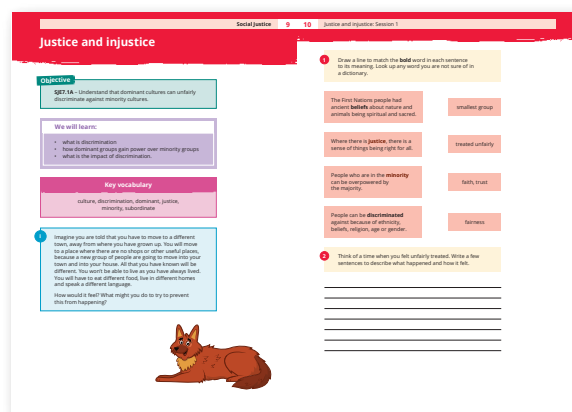 Social Justice 9
Justice and injustice
Objective
SJE7.1A – Understand that dominant cultures can unfairly
discriminate against minority cultures.
We will learn:
• what is discrimination
• how dominant groups gain power over minority groups
• what is the impact of discrimination.
Key vocabulary
culture, discrimination, dominant, justice,
minority, subordinate
Imagine you are told that you have to move to a different
town, away from where you have grown up. You will move
to a place where there are no shops or other useful places,
because a new group of people are going to move into your
town and into your house. All that you have known will be
different. You won't be able to live as you have always lived.
You will have to eat different food, live in different homes
and speak a different language.
How would it feel? What might you do to try to prevent
this from happening?
10 Justice and injustice: Session 1
1 Draw a line to match the bold word in each sentence
to its meaning. Look up any word you are not sure of in
a dictionary.
The First Nations people had
ancient beliefs about nature and
animals being spiritual and sacred.
smallest group
Where there is justice, there is a
sense of things being right for all.
treated unfairly
People who are in the minority
can be overpowered by
the majority.
faith, trust
People can be discriminated
against because of ethnicity,
beliefs, religion, age or gender.
fairness
2 Think of a time when you felt unfairly treated. Write a few
sentences to describe what happened and how it felt.